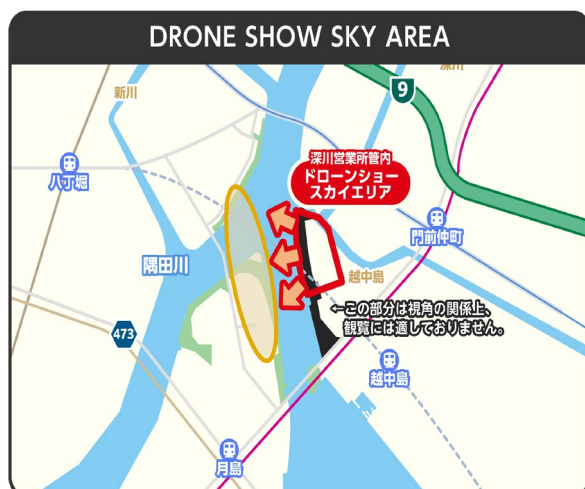 DRONE SHOW SKY AREA
深川
新川
9
深川営業所管内
ドローンショー
スカイエリア
八丁堀
門前仲町
隅田川
越中島
←この部分は視角の関係上、
観覧には適しておりません。
473
越中島
月島